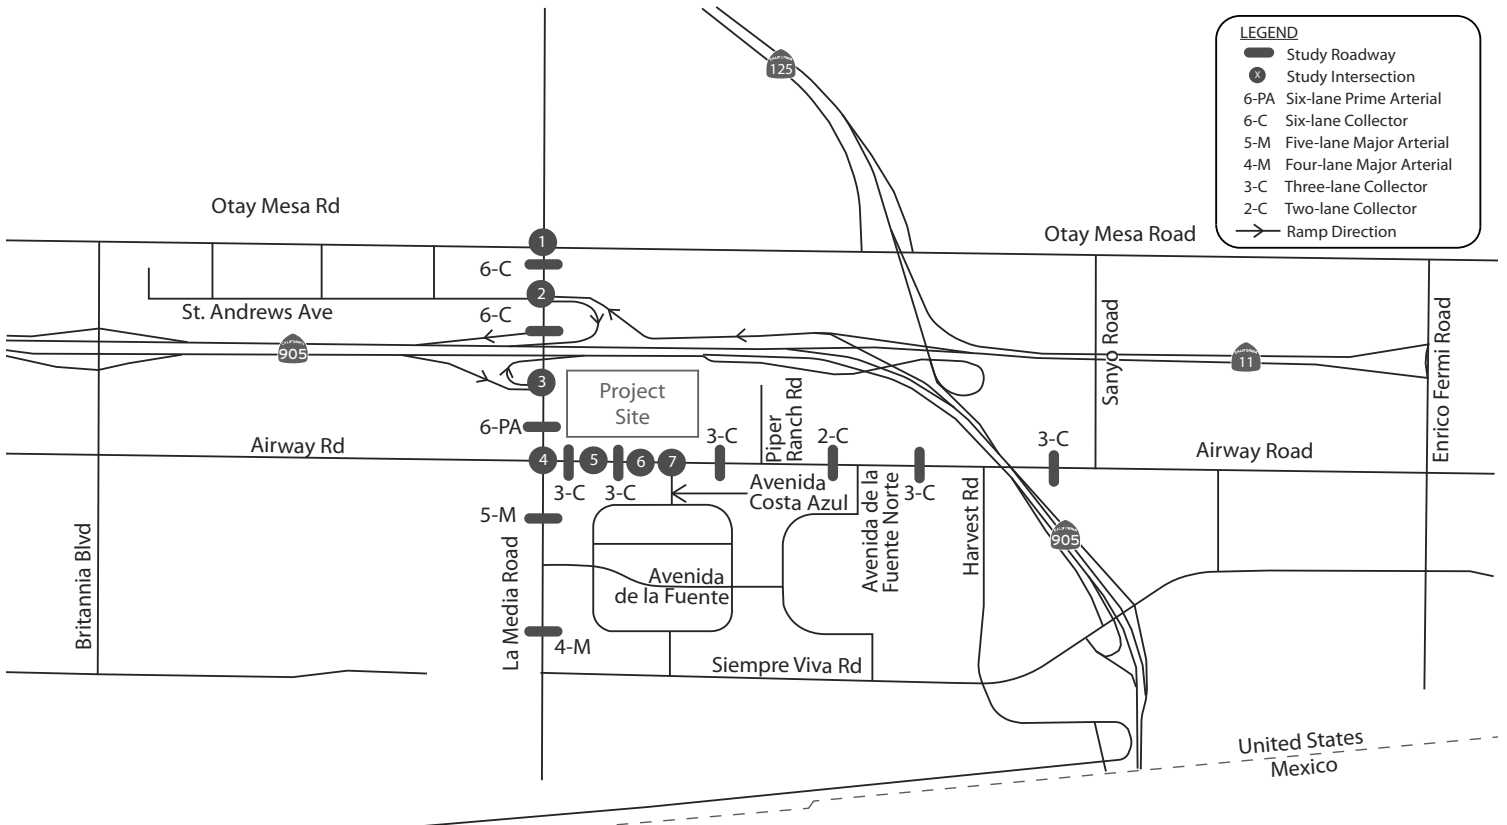 LEGEND
Study Roadway
X Study Intersection
6-PA Six-lane Prime Arterial
6-C Six-lane Collector
5-M Five-lane Major Arterial
4-M Four-lane Major Arterial
3-C Three-lane Collector
2-C Two-lane Collector
Ramp Direction
CALIFORNIA
125
Otay Mesa Rd
Otay Mesa Road
1
6-C
2
St. Andrews Ave
6-C
CALIFORNIA
905
CALIFORNIA
11
Sanyo Road
Enrico Fermi Road
3
Project
Site
Piper
Ranch Rd
6-PA
Airway Rd
3-C
2-C
3-C
Airway Road
4
5
6
7
3-C
3-C
3-C
Avenida
Costa Azul
Avenida de la
Fuente Norte
Harvest Rd
5-M
CALIFORNIA
905
Britannia Blvd
La Media Road
Avenida
de la Fuente
4-M
Siempre Viva Rd
United States
Mexico